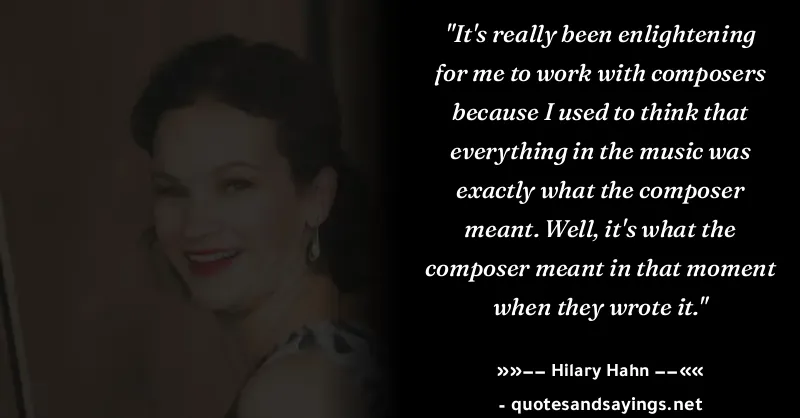 "It's really been enlightening
for me to work with composers
because I used to think that
everything in the music was
exactly what the composer
meant. Well, it's what the
composer meant in that moment
when they wrote it."
»»-- Hilary Hahn --««
- quotesandsayings.net